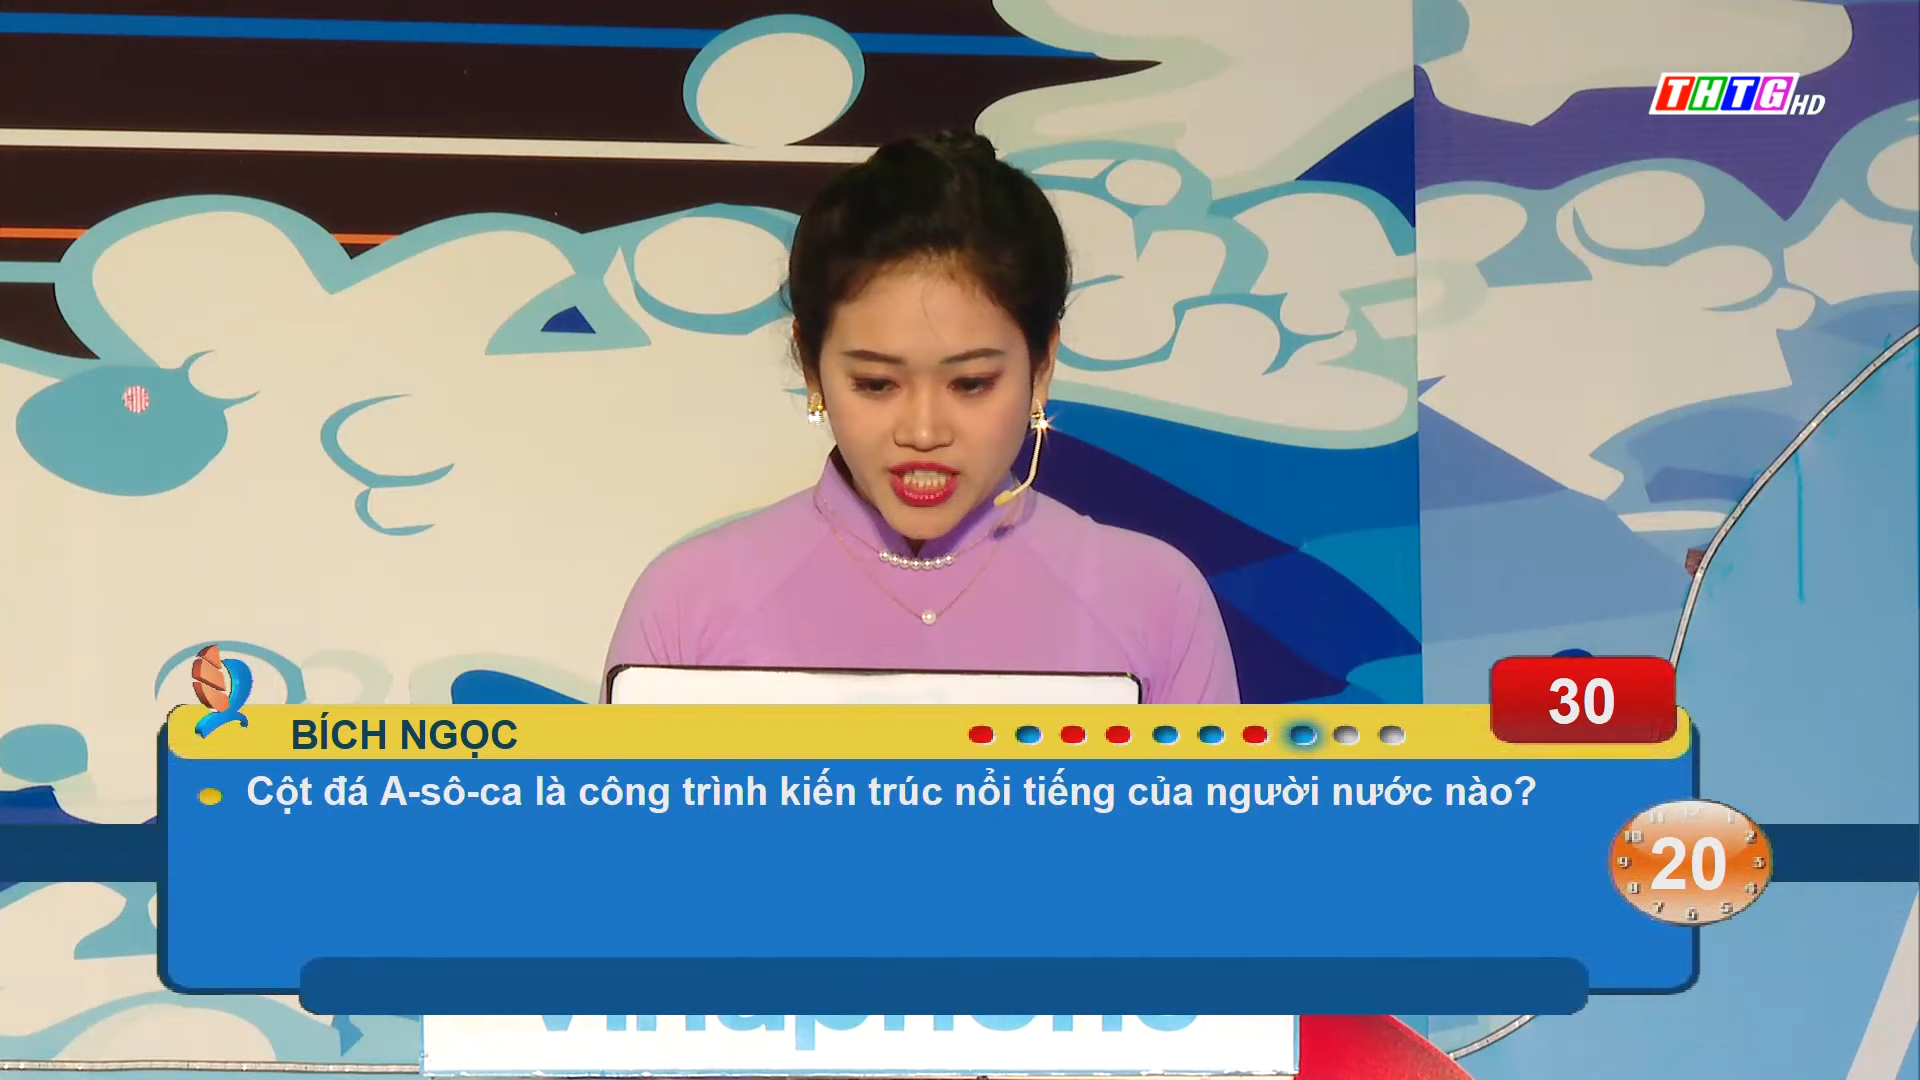 THTG HD
30
BÍCH NGỌC
Cột đá A-sô-ca là công trình kiến trúc nổi tiếng của người nước nào?
20
vinaphone